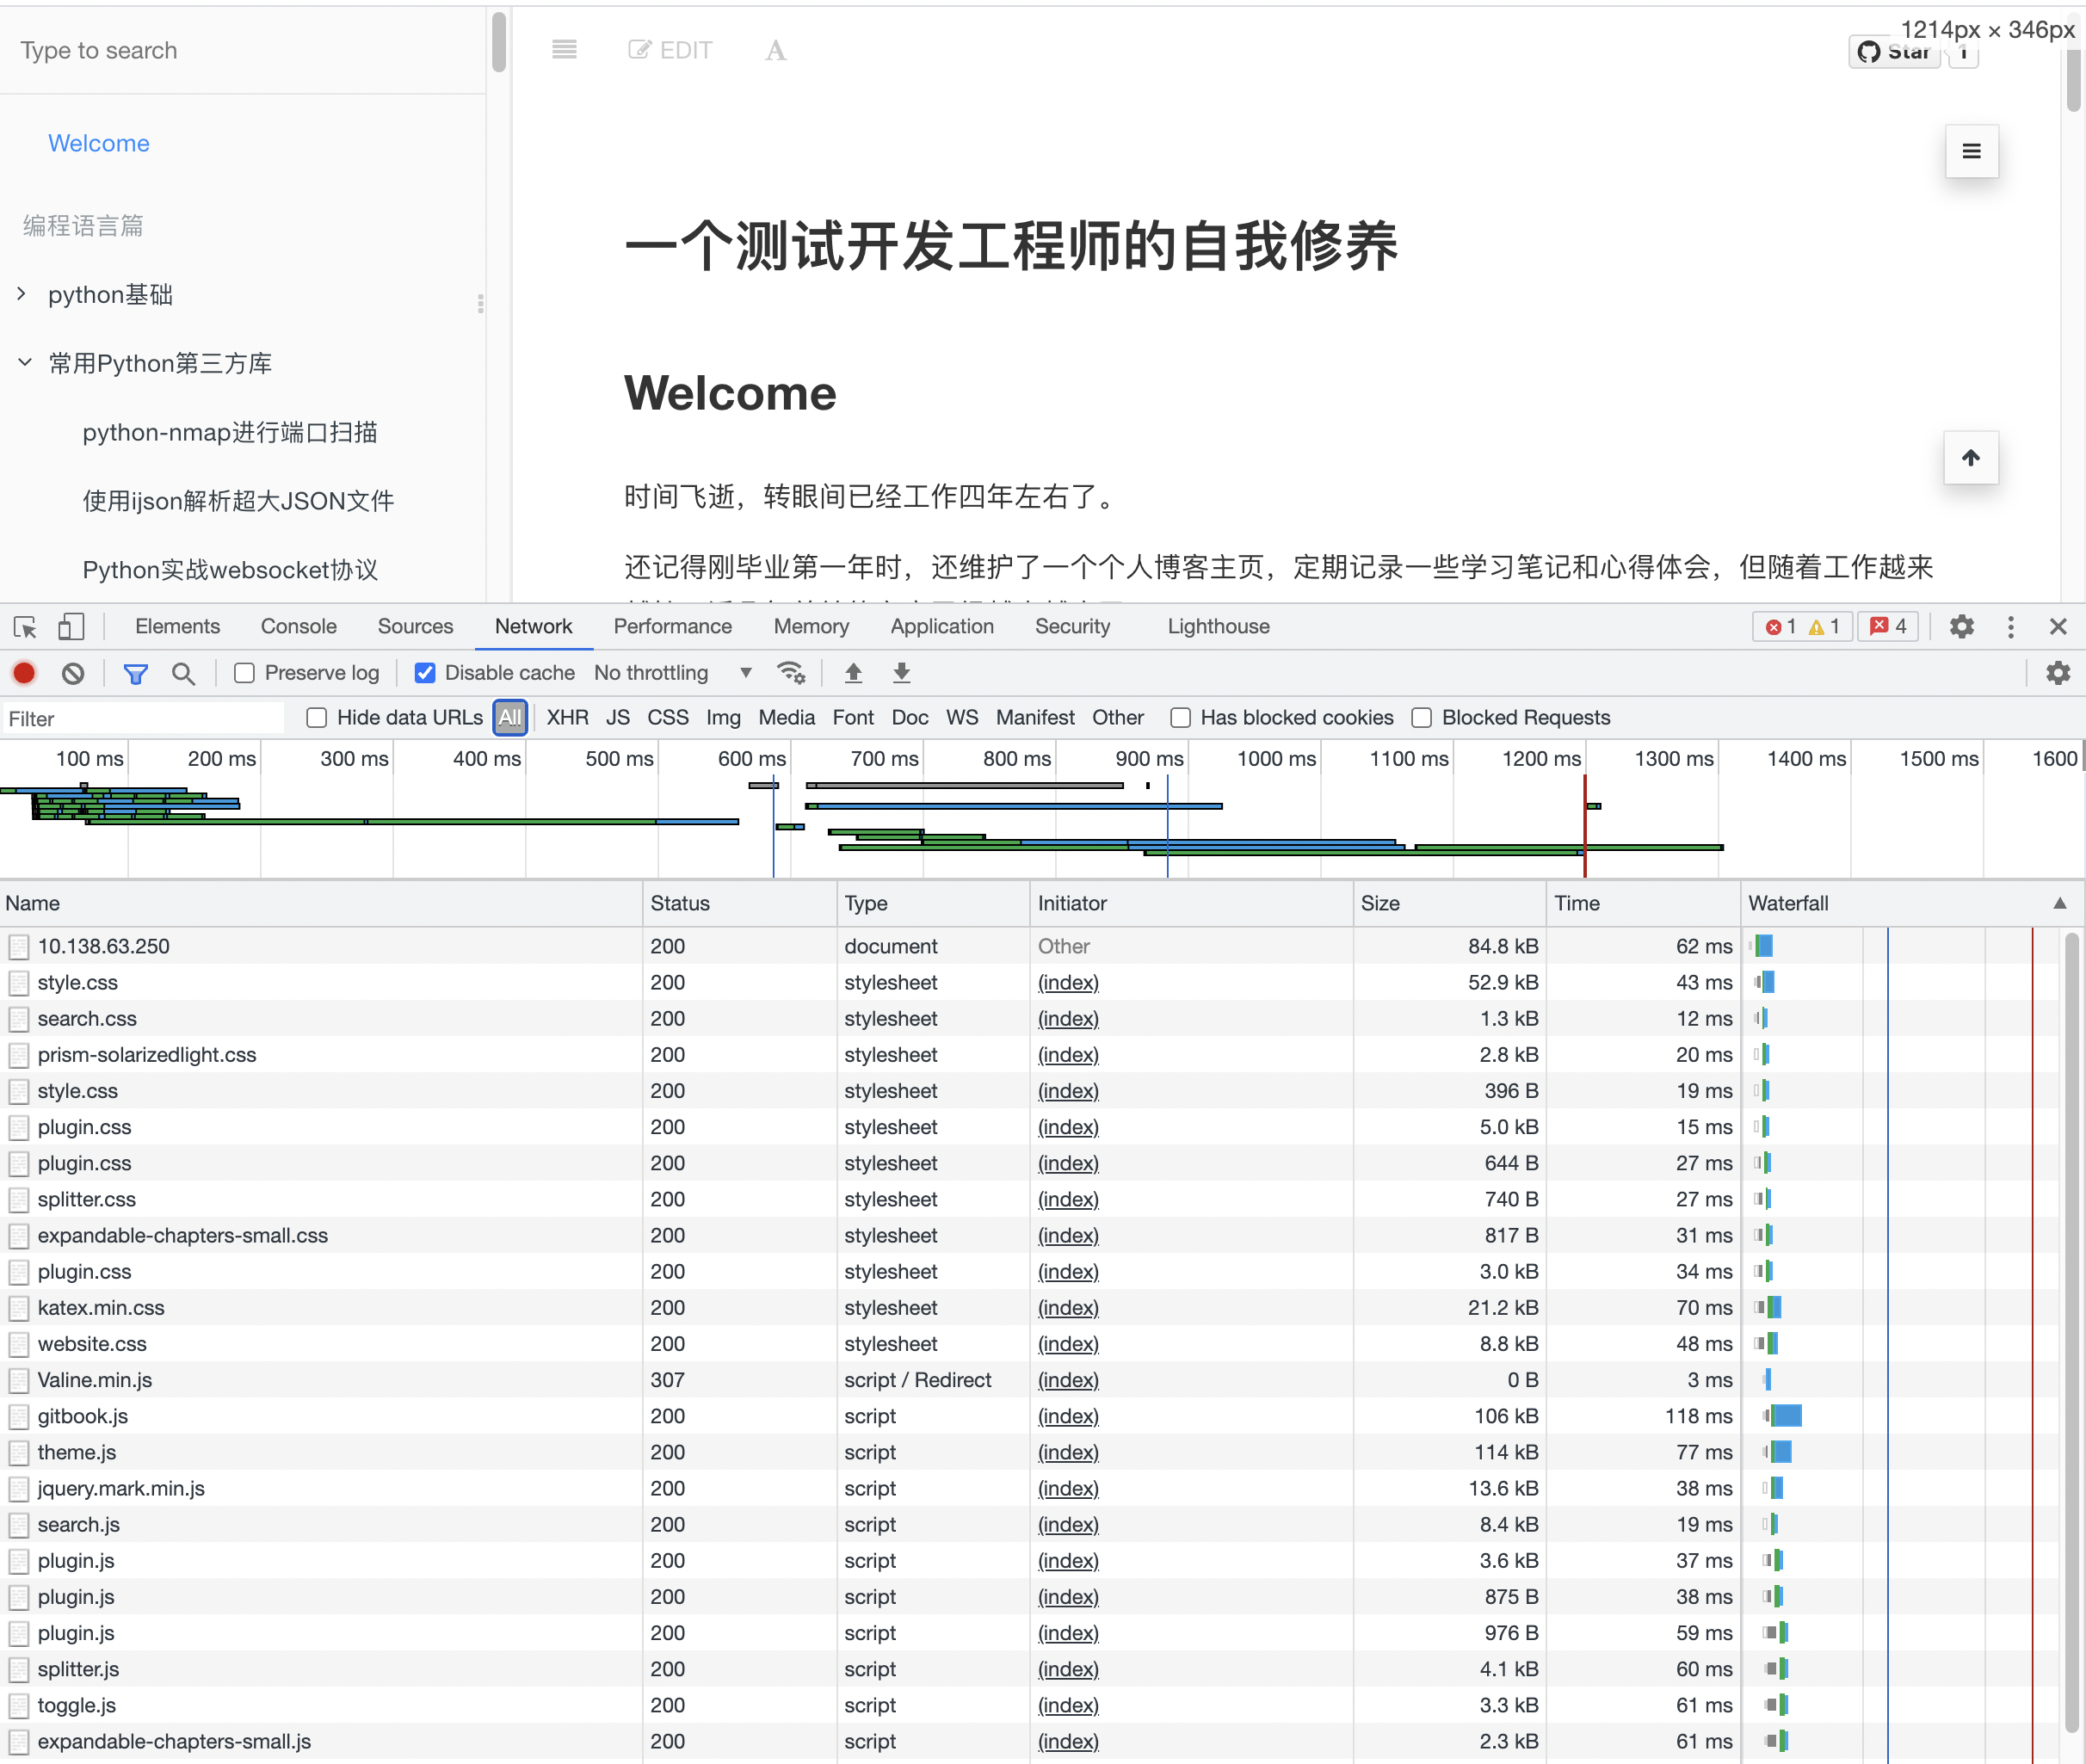 Type to search
EDIT
A
1214px × 346px
Star 1
Welcome
编程语言篇
python基础
常用Python第三方库
python-nmap进行端口扫描
使用ijson解析超大JSON文件
Python实战websocket协议
一个测试开发工程师的自我修养
Welcome
时间飞逝，转眼间已经工作四年左右了。
还记得刚毕业第一年时，还维护了一个个人博客主页，定期记录一些学习笔记和心得体会，但随着工作越来
Elements Console Sources Network Performance Memory Application Security Lighthouse 1 1 4
Preserve log Disable cache No throttling
Filter Hide data URLs All XHR JS CSS Img Media Font Doc WS Manifest Other Has blocked cookies Blocked Requests
100 ms 200 ms 300 ms 400 ms 500 ms 600 ms 700 ms 800 ms 900 ms 1000 ms 1100 ms 1200 ms 1300 ms 1400 ms 1500 ms 1600
Name Status Type Initiator Size Time Waterfall
10.138.63.250 200 document Other 84.8 kB 62 ms
style.css 200 stylesheet (index) 52.9 kB 43 ms
search.css 200 stylesheet (index) 1.3 kB 12 ms
prism-solarizedlight.css 200 stylesheet (index) 2.8 kB 20 ms
style.css 200 stylesheet (index) 396 B 19 ms
plugin.css 200 stylesheet (index) 5.0 kB 15 ms
plugin.css 200 stylesheet (index) 644 B 27 ms
splitter.css 200 stylesheet (index) 740 B 27 ms
expandable-chapters-small.css 200 stylesheet (index) 817 B 31 ms
plugin.css 200 stylesheet (index) 3.0 kB 34 ms
katex.min.css 200 stylesheet (index) 21.2 kB 70 ms
website.css 200 stylesheet (index) 8.8 kB 48 ms
Valine.min.js 307 script / Redirect (index) 0 B 3 ms
gitbook.js 200 script (index) 106 kB 118 ms
theme.js 200 script (index) 114 kB 77 ms
jquery.mark.min.js 200 script (index) 13.6 kB 38 ms
search.js 200 script (index) 8.4 kB 19 ms
plugin.js 200 script (index) 3.6 kB 37 ms
plugin.js 200 script (index) 875 B 38 ms
plugin.js 200 script (index) 976 B 59 ms
splitter.js 200 script (index) 4.1 kB 60 ms
toggle.js 200 script (index) 3.3 kB 61 ms
expandable-chapters-small.js 200 script (index) 2.3 kB 61 ms